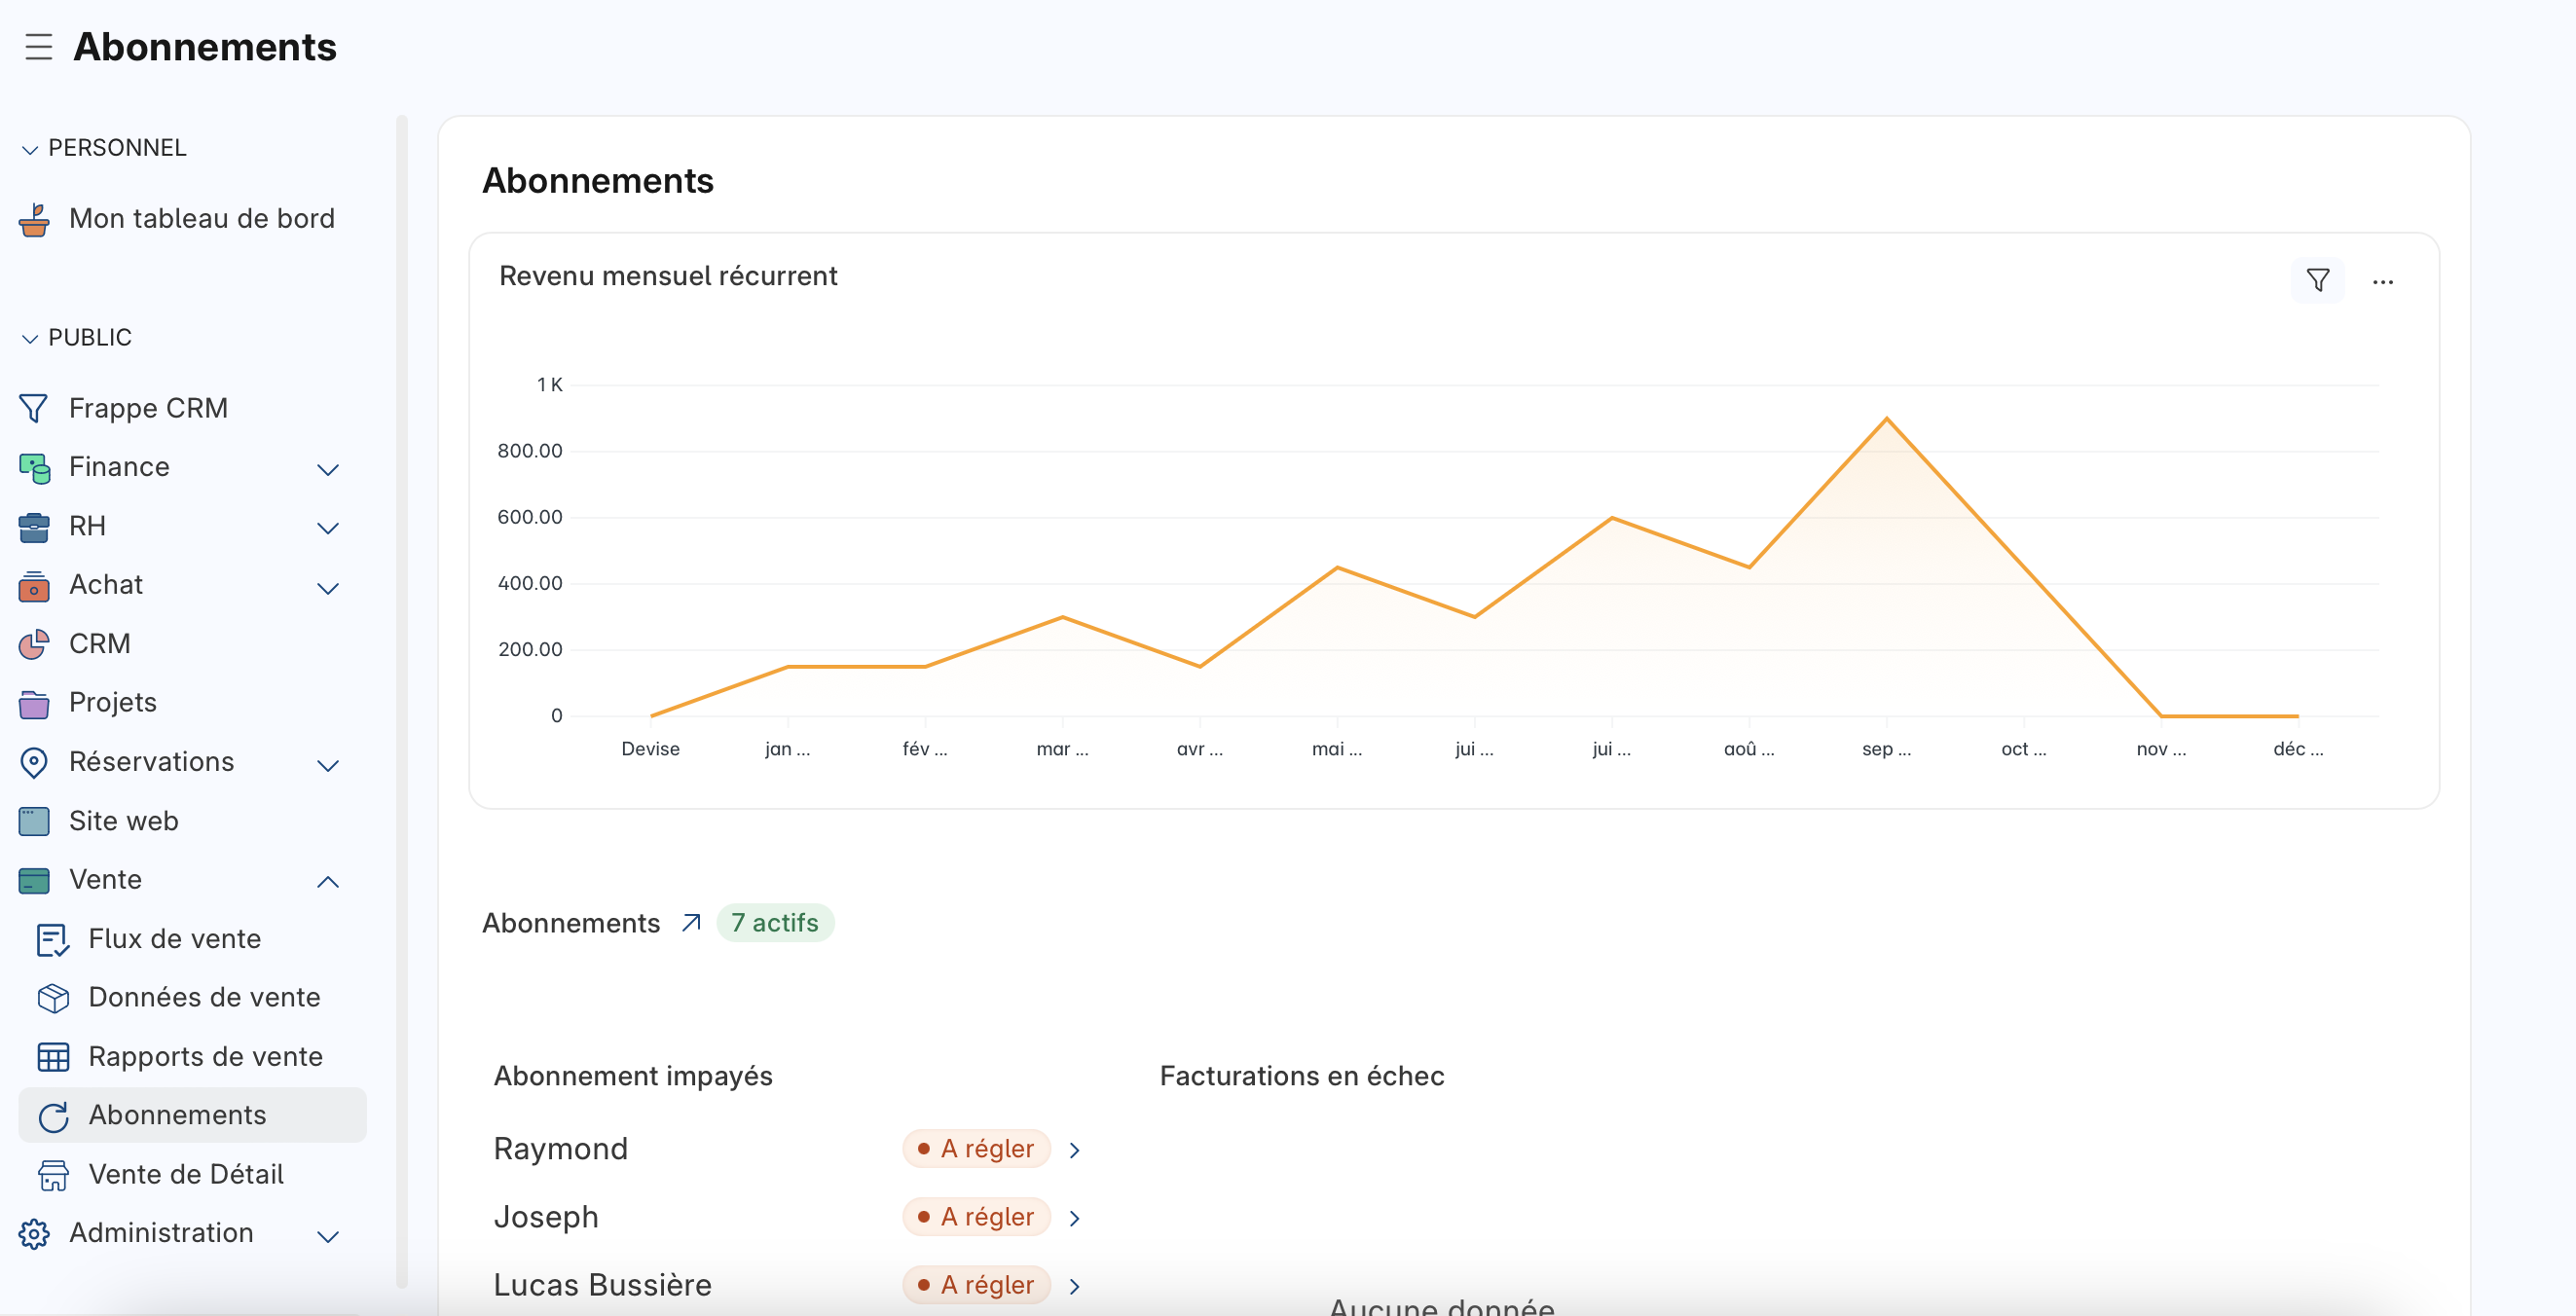 Abonnements
PERSONNEL
Mon tableau de bord
PUBLIC
Frappe CRM
Finance
RH
Achat
CRM
Projets
Réservations
Site web
Vente
Flux de vente
Données de vente
Rapports de vente
Abonnements
Vente de Détail
Administration
Abonnements
Revenu mensuel récurrent
1 K
800.00
600.00
400.00
200.00
0
Devise jan ... fév ... mar ... avr ... mai ... jui ... jui ... aoû ... sep ... oct ... nov ... déc ...
Abonnements 7 actifs
Abonnement impayés
Raymond A régler
Joseph A régler
Lucas Bussière A régler
Facturations en échec
Aucune donnée